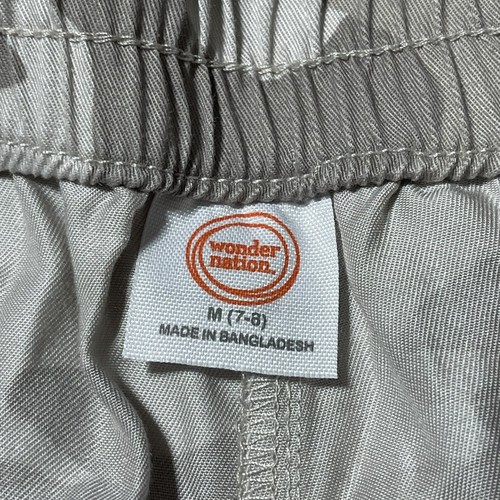 wonder
nation.
M (7-8)
MADE IN BANGLADESH